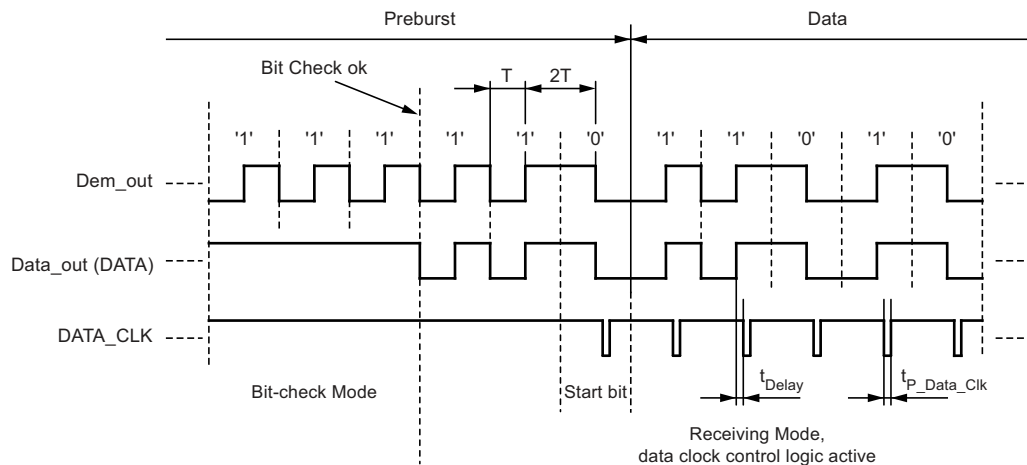 Preburst
Data
Bit Check ok
T
2T
'1'
'1'
'1'
'1'
'1'
'0'
'1'
'1'
'0'
'1'
'0'
Dem_out
Data_out (DATA)
DATA_CLK
Bit-check Mode
Start bit
tDelay
tP_Data_Clk
Receiving Mode,
data clock control logic active